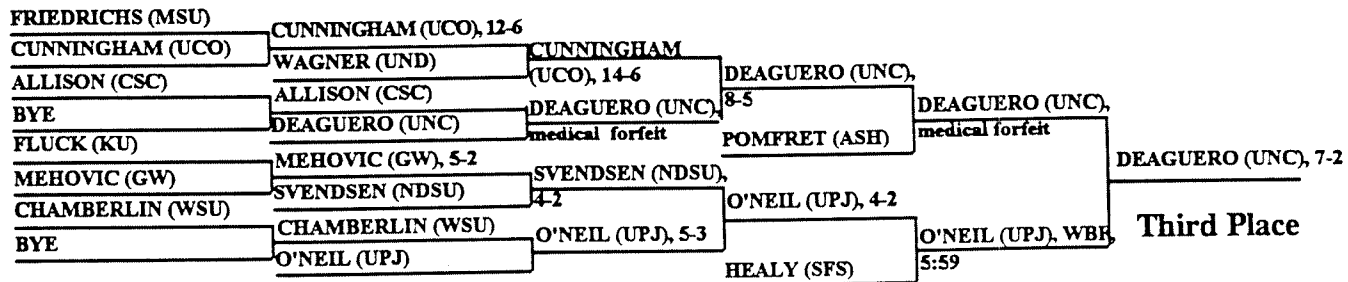 FRIEDRICHS (MSU)
CUNNINGHAM (UCO)
ALLISON (CSC)
BYE
FLUCK (KU)
MEHOVIC (GW)
CHAMBERLIN (WSU)
BYE
CUNNINGHAM (UCO), 12-6
WAGNER (UND)
ALLISON (CSC)
DEAGUERO (UNC)
MEHOVIC (GW), 5-2
SVENDSEN (NDSU)
CHAMBERLIN (WSU)
O'NEIL (UPJ)
CUNNINGHAM
(UCO), 14-6
DEAGUERO (UNC),
medical forfeit
SVENDSEN (NDSU),
4-2
O'NEIL (UPJ), 5-3
DEAGUERO (UNC),
8-5
POMFRET (ASH)
O'NEIL (UPJ), 4-2
HEALY (SFS)
DEAGUERO (UNC),
medical forfeit
O'NEIL (UPJ), WBF,
5:59
DEAGUERO (UNC), 7-2
Third Place